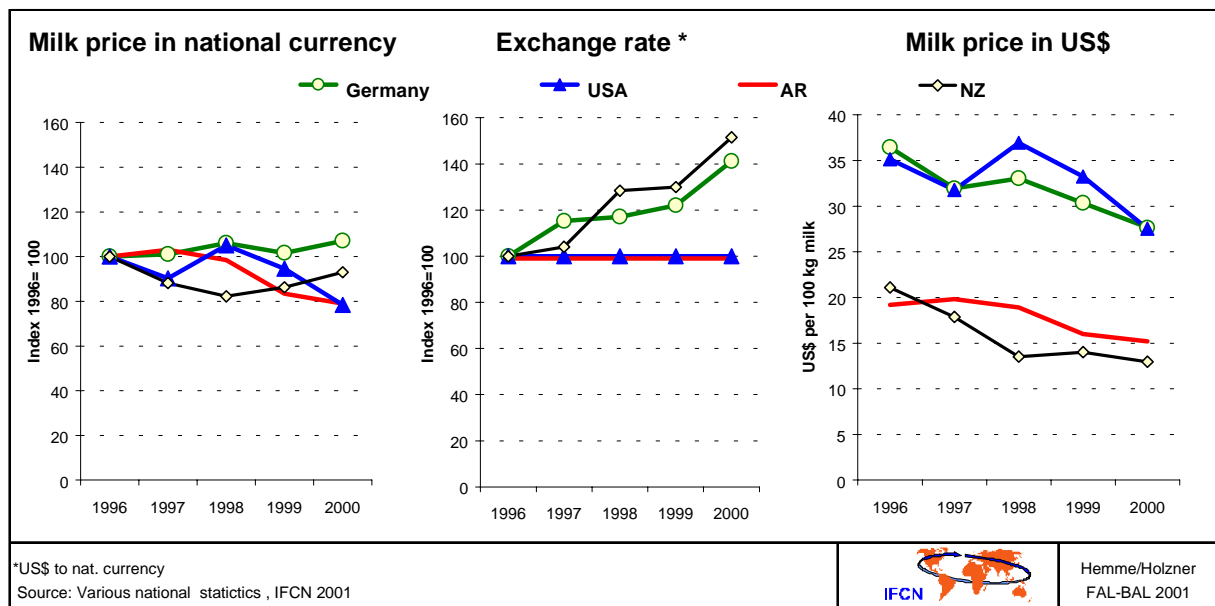 Milk price in national currency
Exchange rate *
Milk price in US$
Germany
USA
AR
NZ
Index 1996= 100
160
140
120
100
80
60
40
20
0
1996 1997 1998 1999 2000
Index 1996=100
160
140
120
100
80
60
40
20
0
1996 1997 1998 1999 2000
US$ per 100 kg milk
40
35
30
25
20
15
10
5
0
1996 1997 1998 1999 2000
*US$ to nat. currency
Source: Various national statictics , IFCN 2001
IFCN
Hemme/Holzner
FAL-BAL 2001